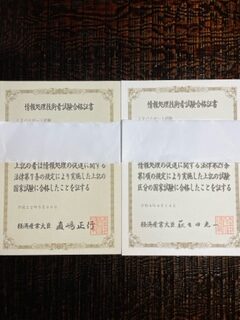 情報処理技術者試験合格証書
上記の者は情報処理の促進に関する
法律第7条の規定により実施した上記の
国家試験に合格したことを証する
経済産業大臣 直嶋正行
情報処理技術者試験合格証書
上記の者は情報処理の促進に関する法律第29条
第1項の規定により実施した上記の試験
区分の国家試験に合格したことを証する
経済産業大臣 萩生田光一